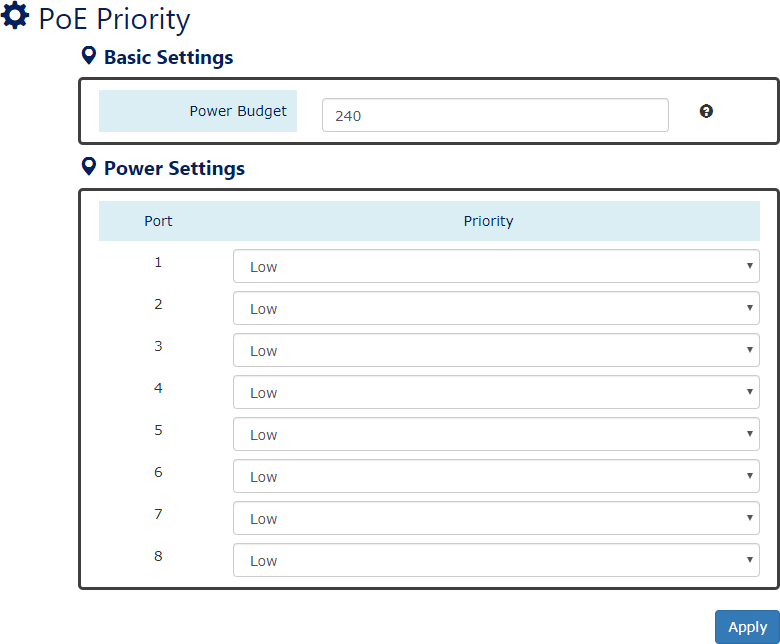 PoE Priority
Basic Settings
Power Budget 240
Power Settings
Port Priority
1 Low
2 Low
3 Low
4 Low
5 Low
6 Low
7 Low
8 Low
Apply